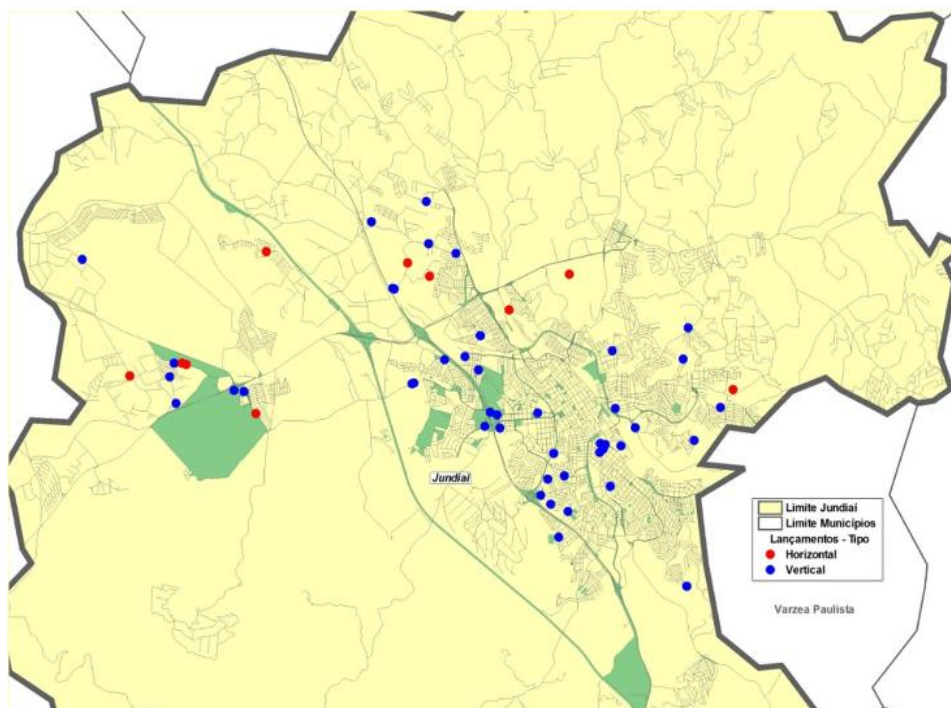 Jundiaí
Limite Jundiaí
Limite Municípios
Lançamentos - Tipo
Horizontal
Vertical
Varzea Paulista